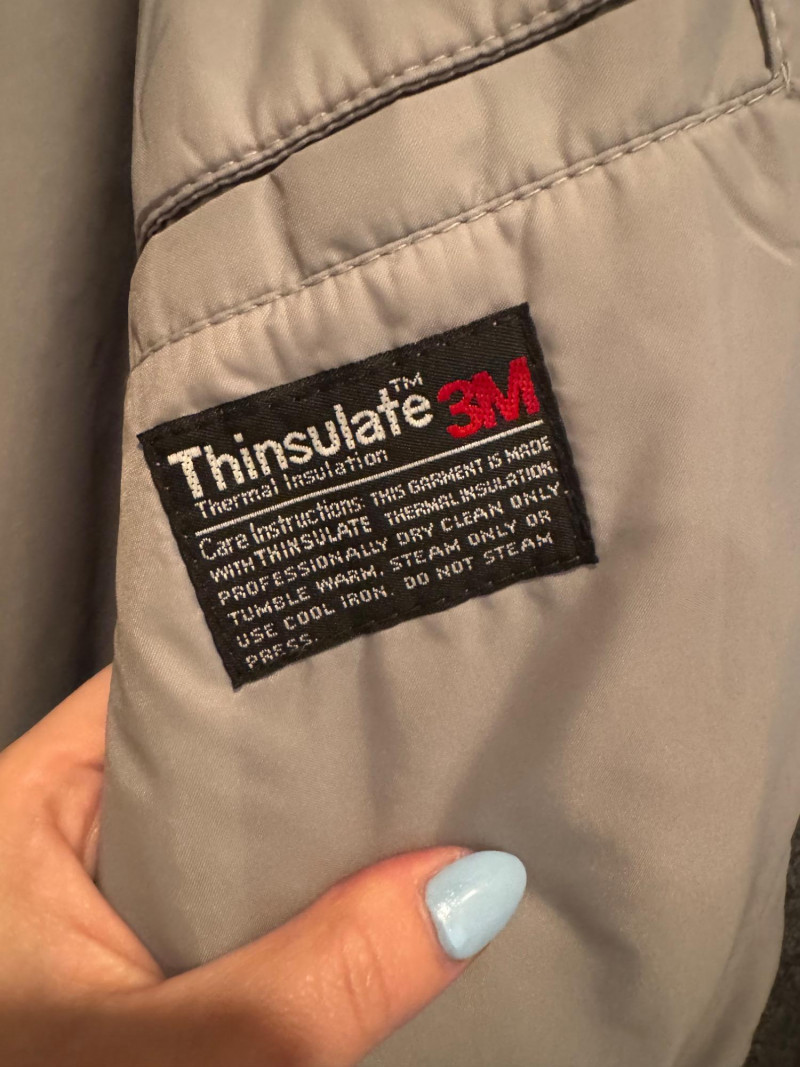 Thinsulate™ 3M
Thermal Insulation
Care Instructions: THIS GARMENT IS MADE
WITH THINSULATE THERMAL INSULATION.
PROFESSIONALLY DRY CLEAN ONLY.
TUMBLE WARM. STEAM ONLY OR
USE COOL IRON. DO NOT STEAM
PRESS.